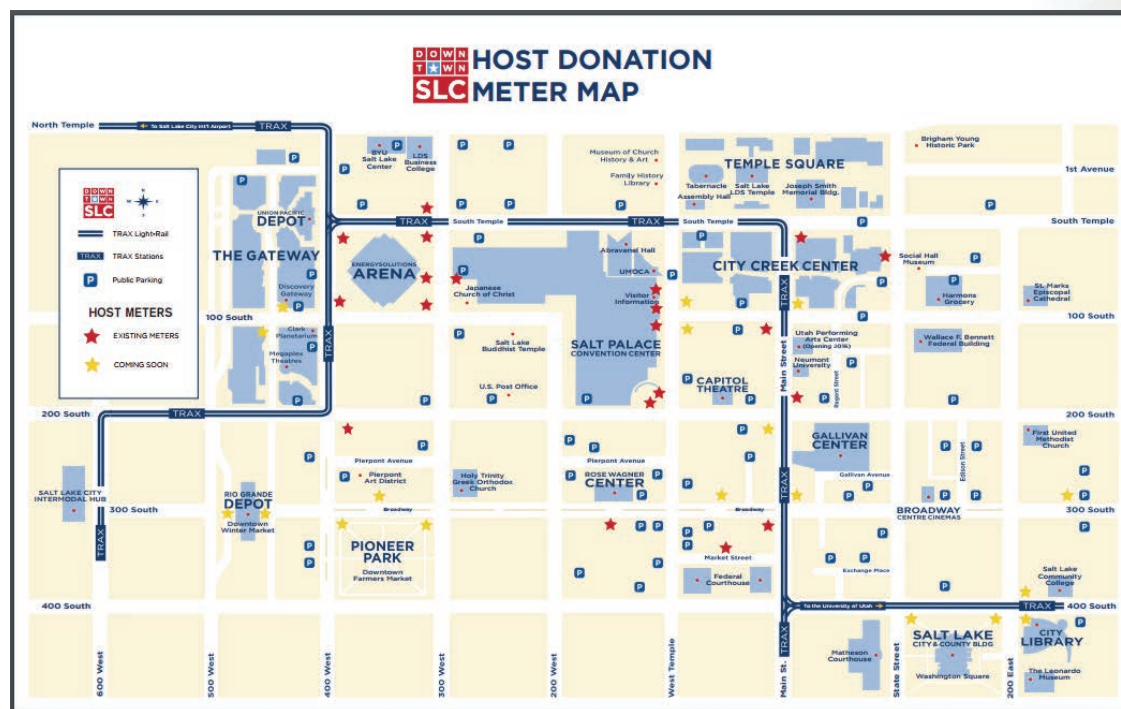 DOWN
TOWN
SLC
HOST DONATION
METER MAP
North Temple
← To Salt Lake City Int'l Airport
TRAX
DOWN
TOWN
SLC
N
W
E
S
TRAX Light•Rail
TRAX
TRAX Stations
P
Public Parking
HOST METERS
EXISTING METERS
COMING SOON
BYU
Salt Lake
Center
LDS
Business
College
Museum of Church
History & Art
Family History
Library
TEMPLE SQUARE
Tabernacle
Assembly Hall
Salt Lake
LDS Temple
Joseph Smith
Memorial Bldg.
Brigham Young
Historic Park
1st Avenue
UNION PACIFIC
DEPOT
TRAX
South Temple
TRAX
South Temple
South Temple
THE GATEWAY
Discovery
Gateway
ENERGYSOLUTIONS
ARENA
Japanese
Church of Christ
Abravanel Hall
UMOCA
Visitor
Information
CITY CREEK CENTER
TRAX
Social Hall
Museum
Harmons
Grocery
St. Marks
Episcopal
Cathedral
100 South
100 South
Clark
Planetarium
Megaplex
Theatres
TRAX
Salt Lake
Buddhist Temple
U.S. Post Office
SALT PALACE
CONVENTION CENTER
CAPITOL
THEATRE
Main Street
Utah Performing
Arts Center
(Opening 2016)
Neumont
University
Regent Street
Wallace F. Bennett
Federal Building
200 South
TRAX
200 South
Pierpont Avenue
Pierpont
Art District
Holy Trinity
Greek Orthodox
Church
Pierpont Avenue
ROSE WAGNER
CENTER
TRAX
GALLIVAN
CENTER
Gallivan Avenue
Edison Street
First United
Methodist
Church
SALT LAKE CITY
INTERMODAL HUB
TRAX
300 South
RIO GRANDE
DEPOT
Downtown
Winter Market
Broadway
Broadway
BROADWAY
CENTRE CINEMAS
300 South
PIONEER
PARK
Downtown
Farmers Market
Market Street
Federal
Courthouse
Exchange Place
Salt Lake
Community
College
400 South
To the University of Utah →
TRAX
400 South
TRAX
Matheson
Courthouse
SALT LAKE
CITY & COUNTY BLDG
Washington Square
CITY
LIBRARY
The Leonardo
Museum
600 West
500 West
400 West
300 West
200 West
West Temple
Main St.
State Street
200 East